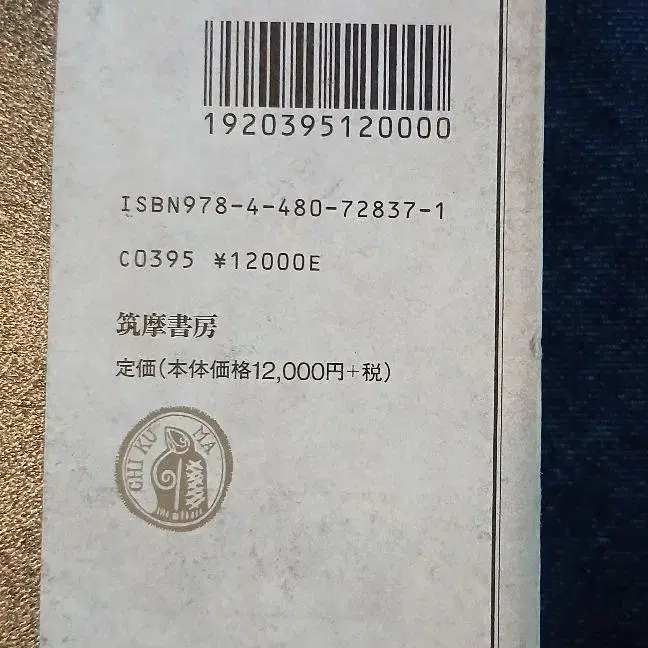 1920395120000
ISBN978-4-480-72837-1
C0395 ¥12000E
筑摩書房
定価(本体価格12,000円+税)
CHI KU MA